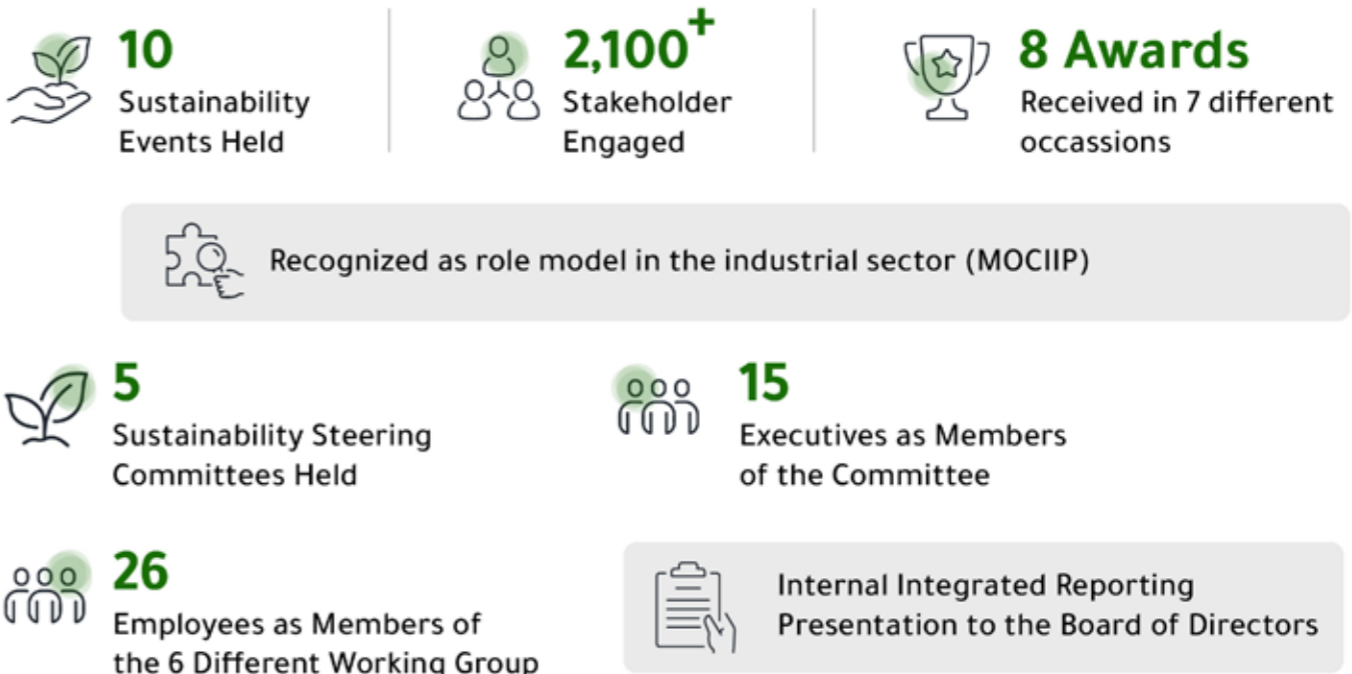 10
Sustainability
Events Held
2,100+
Stakeholder
Engaged
8 Awards
Received in 7 different
occassions
Recognized as role model in the industrial sector (MOCIIP)
5
Sustainability Steering
Committees Held
15
Executives as Members
of the Committee
26
Employees as Members of
the 6 Different Working Group
Internal Integrated Reporting
Presentation to the Board of Directors